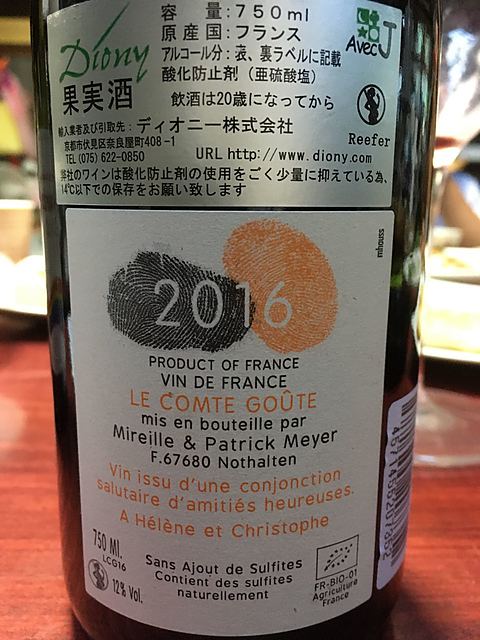 Diony
果実酒
容量:750ml
原産国:フランス
アルコール分:表、裏ラベルに記載
酸化防止剤(亜硫酸塩)
飲酒は20歳になってから
Avec J
Reefer
輸入業者及び引取先:ディオニー株式会社
京都市伏見区奈良屋町408-1
TEL (075) 622-0850
URL http://www.diony.com
弊社のワインは酸化防止剤の使用をごく少量に抑えている為、
14℃以下での保存をお願い致します
mhouss
2016
PRODUCT OF FRANCE
VIN DE FRANCE
LE COMTE GOÛTE
mis en bouteille par
Mireille & Patrick Meyer
F.67680 Nothalten
Vin issu d'une conjonction
salutaire d'amitiés heureuses.
A Hélène et Christophe
750 Ml.
LCG16
12% Vol.
Sans Ajout de Sulfites
Contient des sulfites
naturellement
FR-BIO-01
Agriculture
France